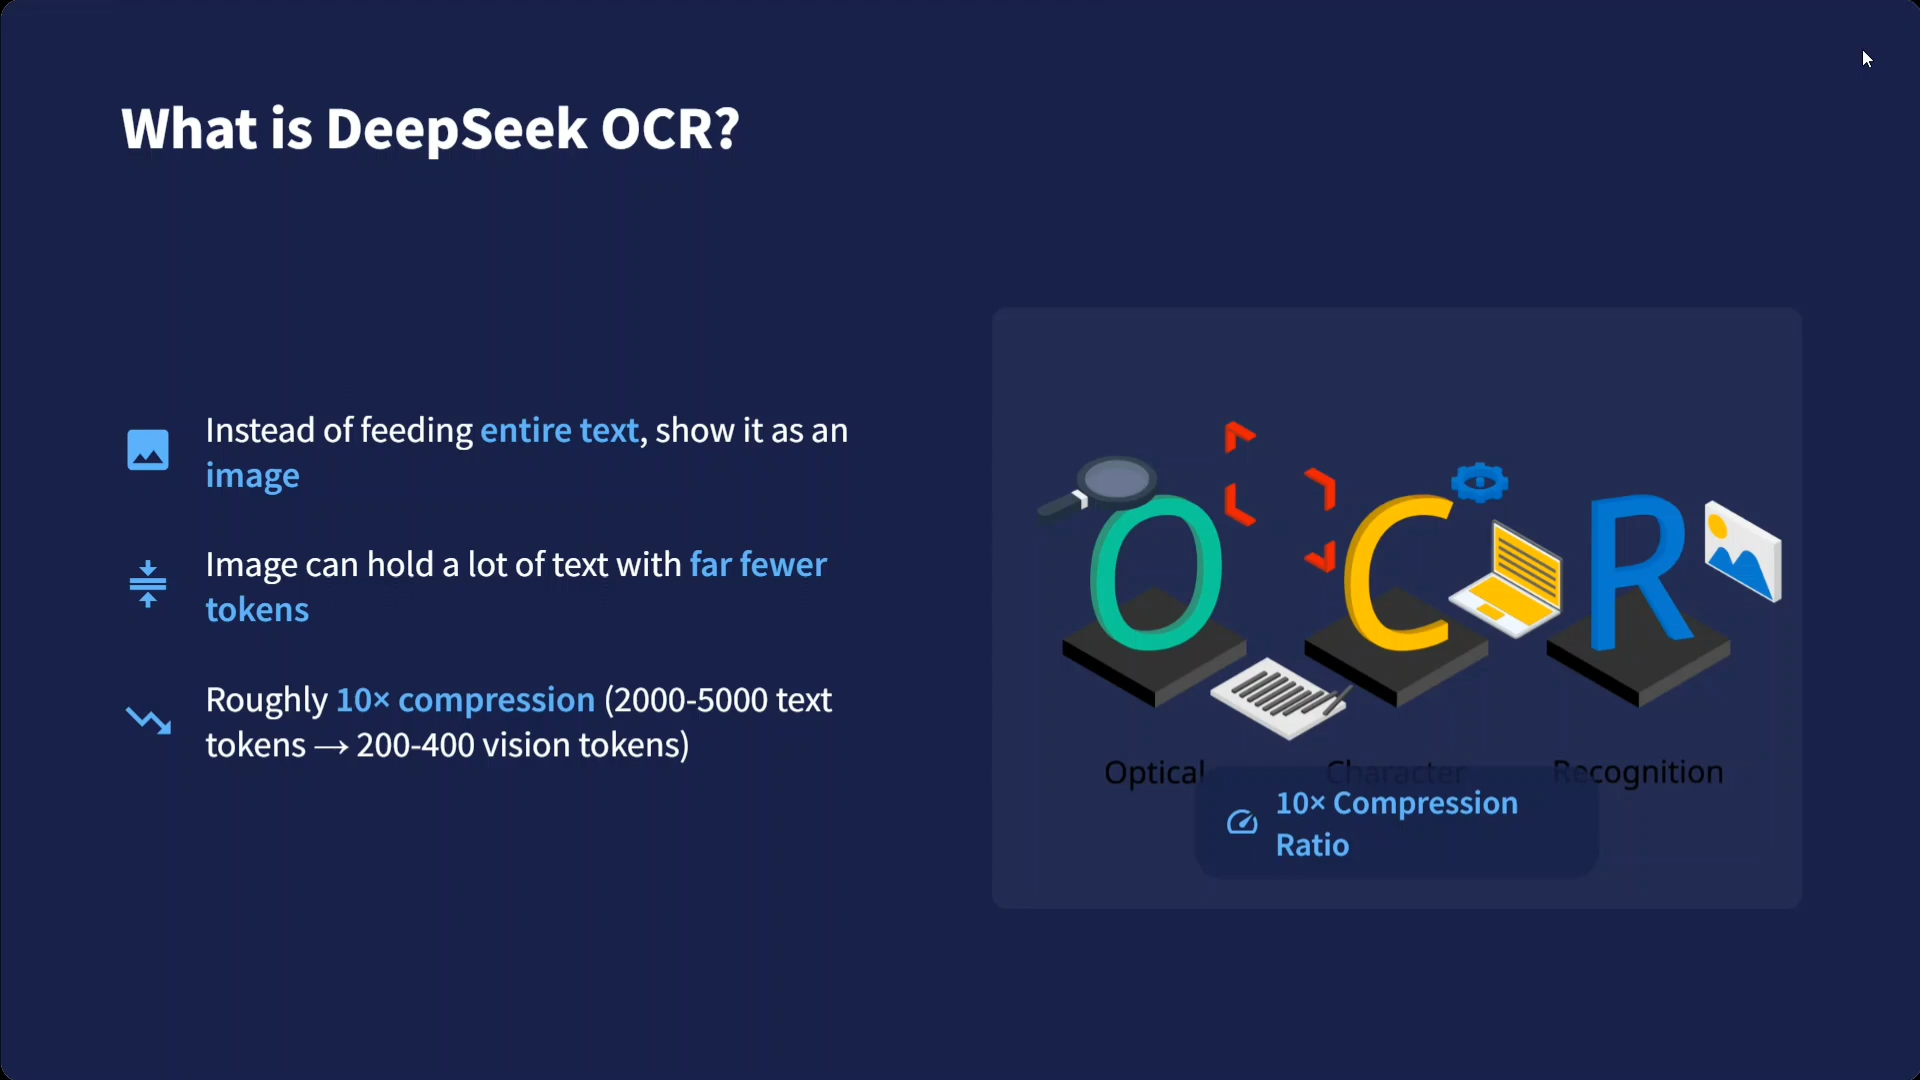 What is DeepSeek OCR?
Instead of feeding entire text, show it as an
image
Image can hold a lot of text with far fewer
tokens
Roughly 10× compression (2000-5000 text
tokens → 200-400 vision tokens)
O C R
Optical Character Recognition
10× Compression
Ratio